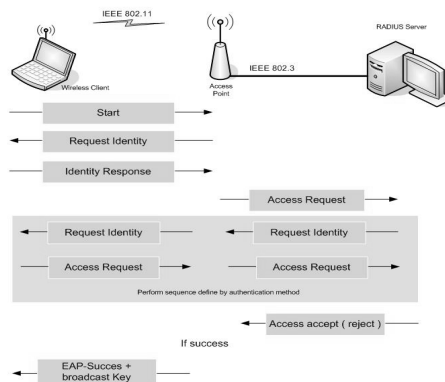 IEEE 802.11
RADIUS Server
IEEE 802.3
Wireless Client
Access
Point
Start
Request Identity
Identity Response
Access Request
Request Identity
Request Identity
Access Request
Access Request
Perform sequence define by authentication method
Access accept ( reject )
If success
EAP-Succes +
broadcast Key